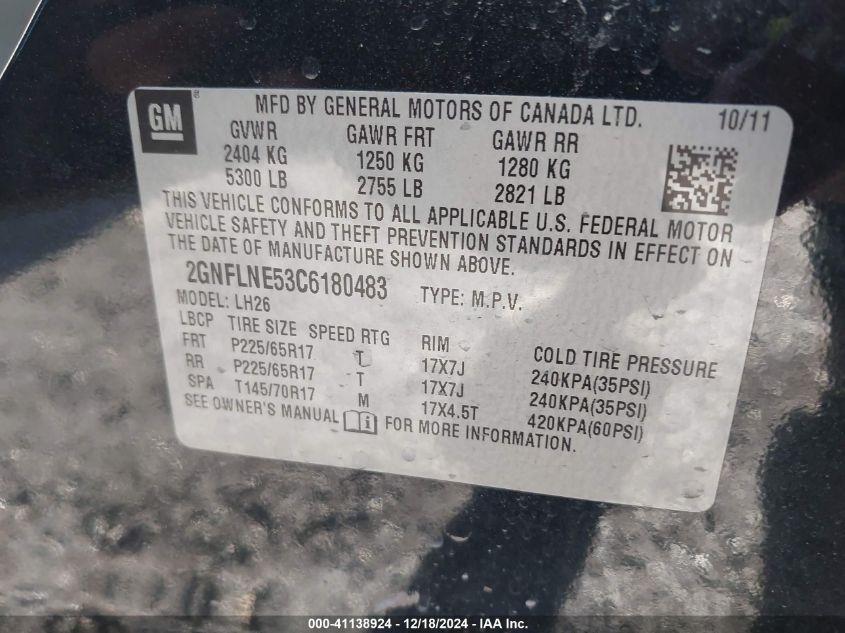 GM ® MFD BY GENERAL MOTORS OF CANADA LTD. 10/11
GVWR GAWR FRT GAWR RR
2404 KG 1250 KG 1280 KG
5300 LB 2755 LB 2821 LB
THIS VEHICLE CONFORMS TO ALL APPLICABLE U.S. FEDERAL MOTOR
VEHICLE SAFETY AND THEFT PREVENTION STANDARDS IN EFFECT ON
THE DATE OF MANUFACTURE SHOWN ABOVE.
2GNFLNE53C6180483 TYPE: M.P.V.
MODEL: LH26
LBCP TIRE SIZE SPEED RTG RIM COLD TIRE PRESSURE
FRT P225/65R17 T 17X7J 240KPA(35PSI)
RR P225/65R17 T 17X7J 240KPA(35PSI)
SPA T145/70R17 M 17X4.5T 420KPA(60PSI)
SEE OWNER'S MANUAL i FOR MORE INFORMATION.
000-41138924 - 12/18/2024 - IAA Inc.